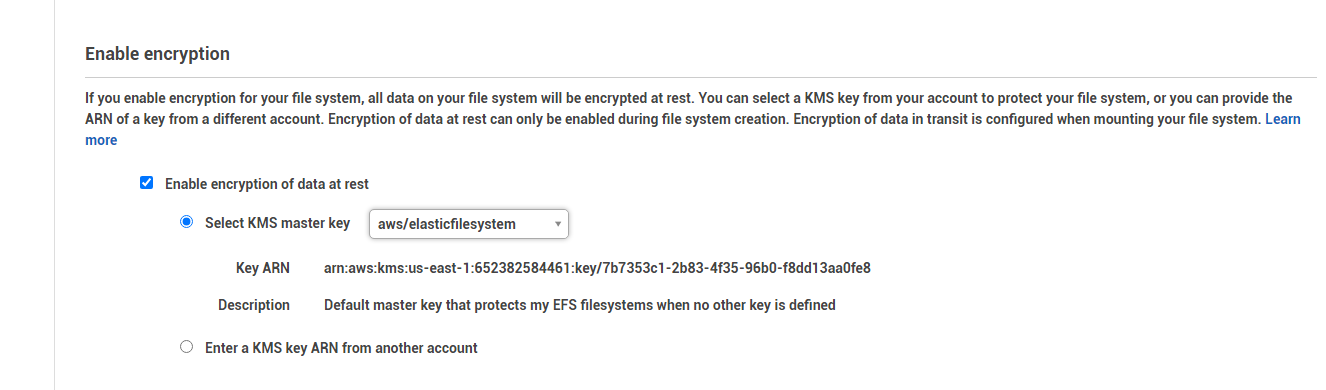 Enable encryption
If you enable encryption for your file system, all data on your file system will be encrypted at rest. You can select a KMS key from your account to protect your file system, or you can provide the
ARN of a key from a different account. Encryption of data at rest can only be enabled during file system creation. Encryption of data in transit is configured when mounting your file system. Learn
more
Enable encryption of data at rest
Select KMS master key aws/elasticfilesystem
Key ARN arn:aws:kms:us-east-1:652382584461:key/7b7353c1-2b83-4f35-96b0-f8dd13aa0fe8
Description Default master key that protects my EFS filesystems when no other key is defined
Enter a KMS key ARN from another account